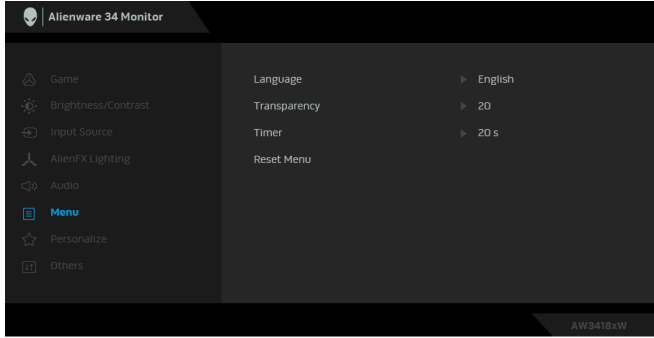 Alienware 34 Monitor
Game
Language English
Brightness/Contrast
Transparency 20
Input Source
Timer 20 s
AlienFX Lighting
Reset Menu
Audio
Menu
Personalize
Others
AW3418xW